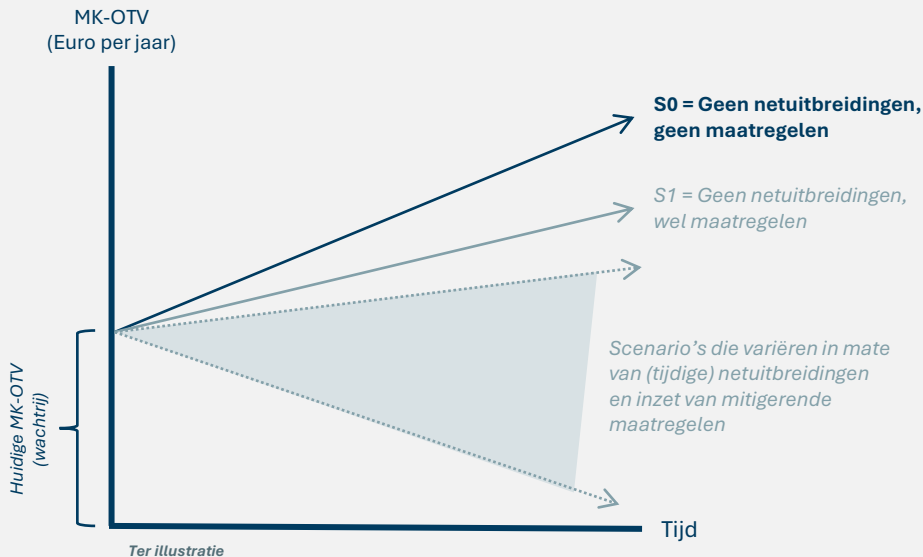 MK-OTV
(Euro per jaar)
S0 = Geen netuitbreidingen,
geen maatregelen
S1 = Geen netuitbreidingen,
wel maatregelen
Scenario's die variëren in mate
van (tijdige) netuitbreidingen
en inzet van mitigerende
maatregelen
Huidige MK-OTV
(wachtrij)
Tijd
Ter illustratie